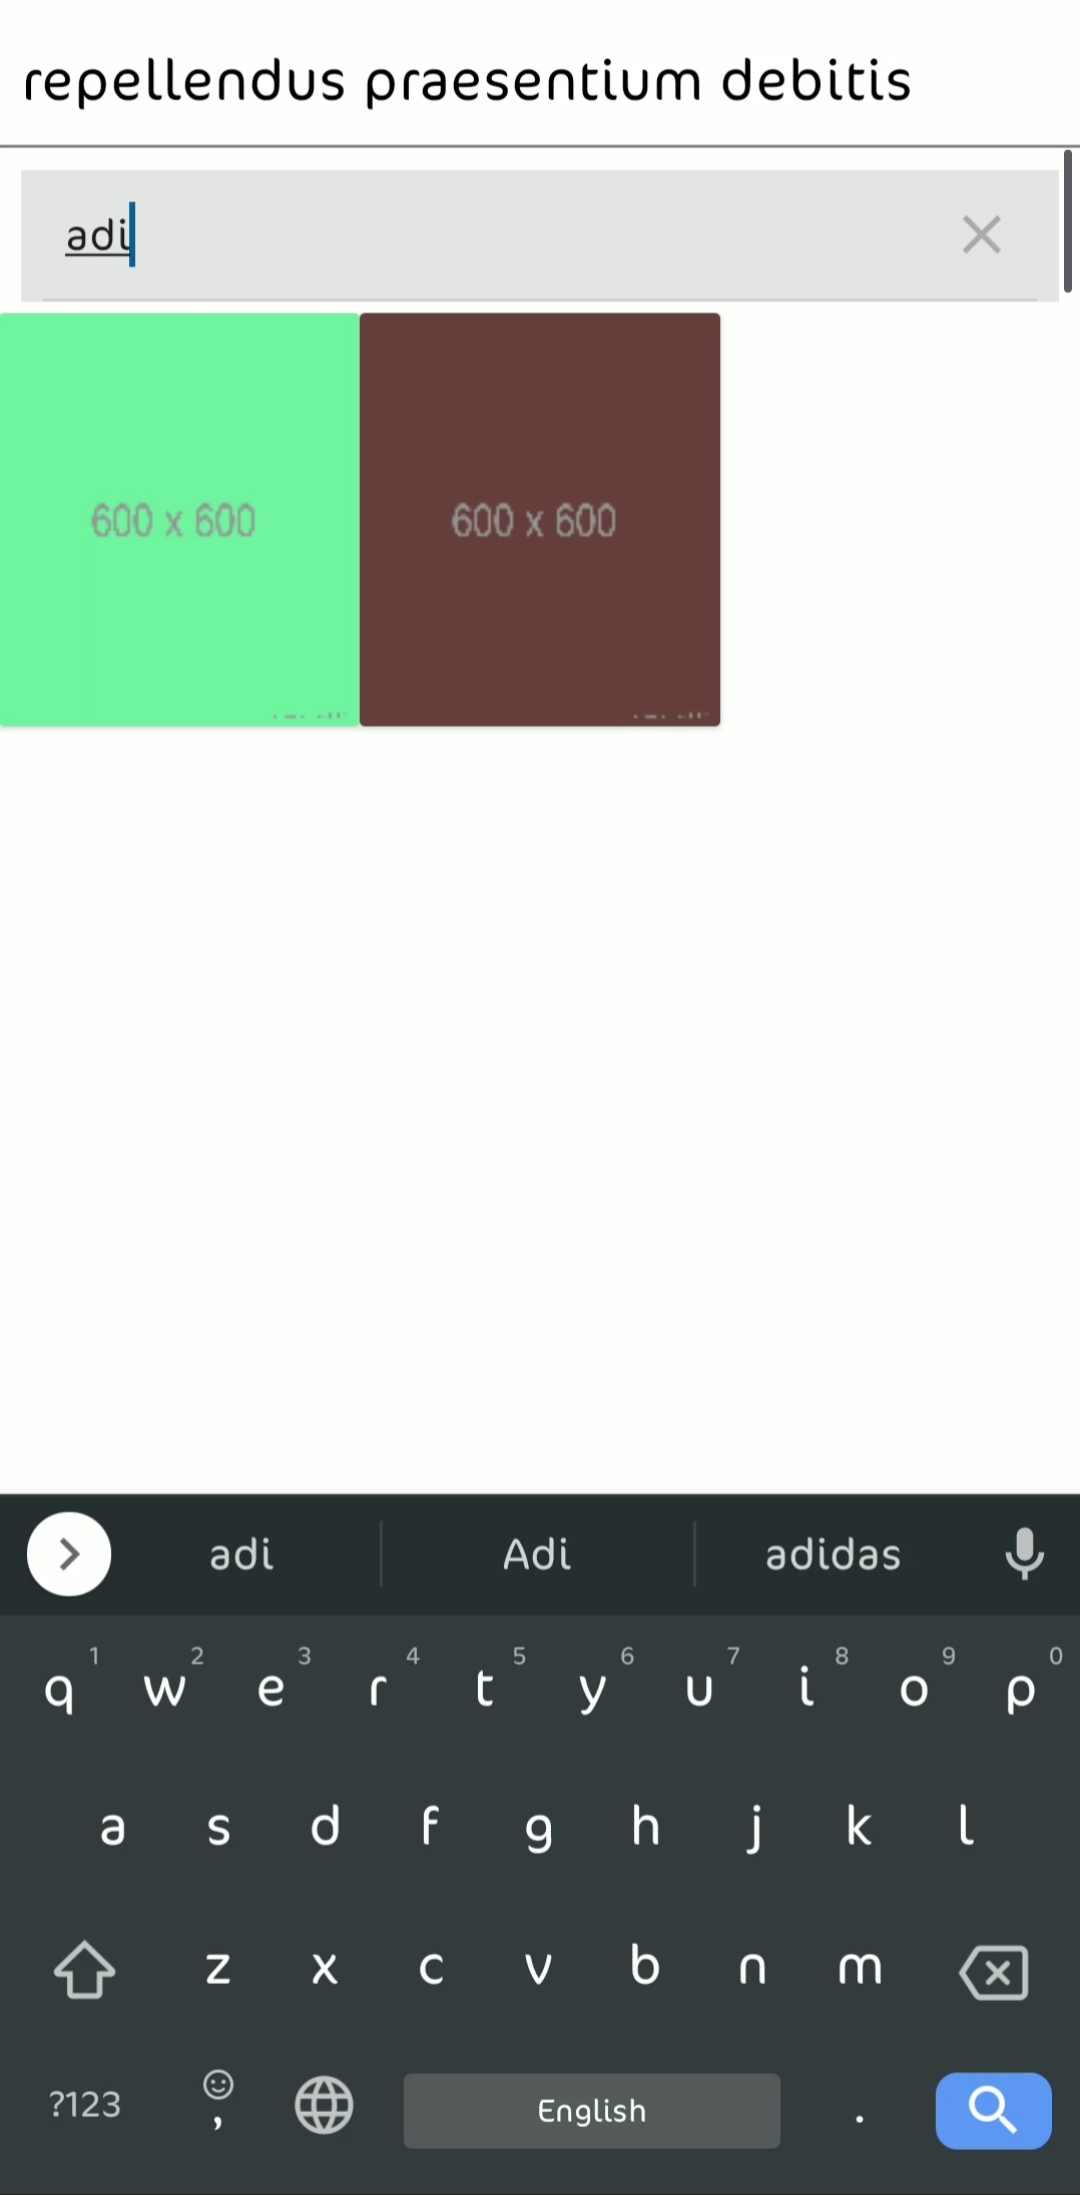 repellendus praesentium debitis
adi
600 x 600 600 x 600
adi Adi adidas
1 2 3 4 5 6 7 8 9 0
q w e r t y u i o p
a s d f g h j k l
z x c v b n m
?123 , English .